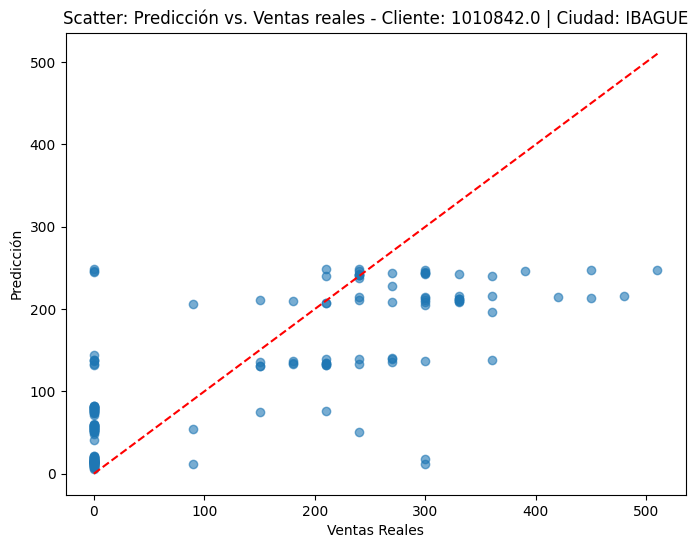 Scatter: Predicción vs. Ventas reales - Cliente: 1010842.0 | Ciudad: IBAGUE
500
400
300
200
100
0
Predicción
0 100 200 300 400 500
Ventas Reales